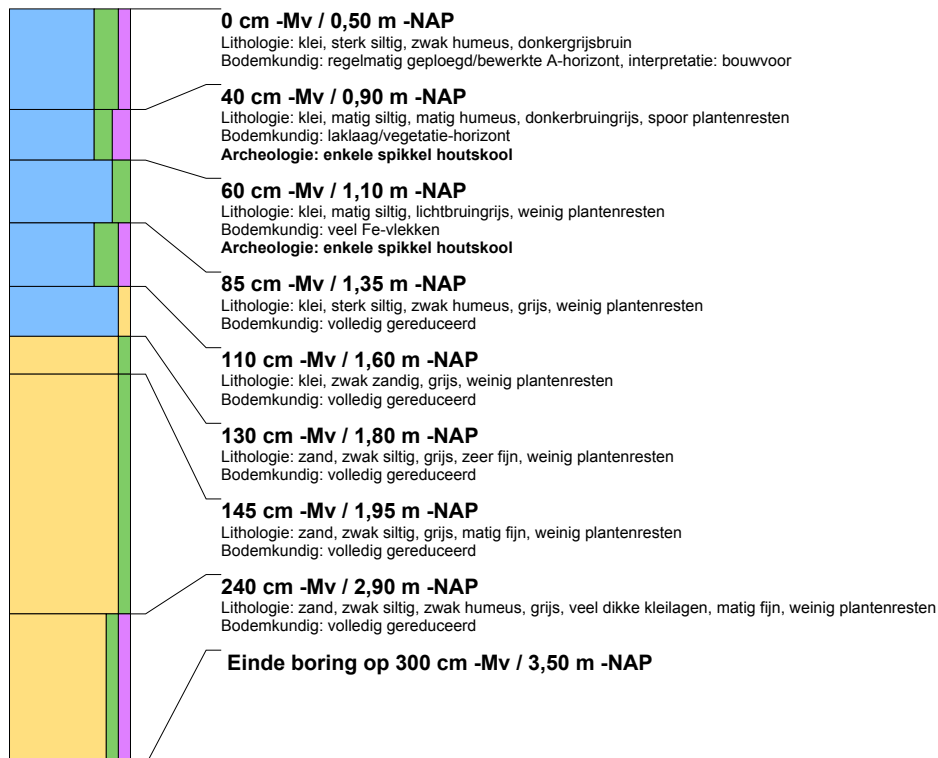 0 cm -Mv / 0,50 m -NAP
Lithologie: klei, sterk siltig, zwak humeus, donkergrijsbruin
Bodemkundig: regelmatig geploegd/bewerkte A-horizont, interpretatie: bouwvoor
40 cm -Mv / 0,90 m -NAP
Lithologie: klei, matig siltig, matig humeus, donkerbruingrijs, spoor plantenresten
Bodemkundig: laklaag/vegetatie-horizont
Archeologie: enkele spikkel houtskool
60 cm -Mv / 1,10 m -NAP
Lithologie: klei, matig siltig, lichtbruingrijs, weinig plantenresten
Bodemkundig: veel Fe-vlekken
Archeologie: enkele spikkel houtskool
85 cm -Mv / 1,35 m -NAP
Lithologie: klei, sterk siltig, zwak humeus, grijs, weinig plantenresten
Bodemkundig: volledig gereduceerd
110 cm -Mv / 1,60 m -NAP
Lithologie: klei, zwak zandig, grijs, weinig plantenresten
Bodemkundig: volledig gereduceerd
130 cm -Mv / 1,80 m -NAP
Lithologie: zand, zwak siltig, grijs, zeer fijn, weinig plantenresten
Bodemkundig: volledig gereduceerd
145 cm -Mv / 1,95 m -NAP
Lithologie: zand, zwak siltig, grijs, matig fijn, weinig plantenresten
Bodemkundig: volledig gereduceerd
240 cm -Mv / 2,90 m -NAP
Lithologie: zand, zwak siltig, zwak humeus, grijs, veel dikke kleilagen, matig fijn, weinig plantenresten
Bodemkundig: volledig gereduceerd
Einde boring op 300 cm -Mv / 3,50 m -NAP